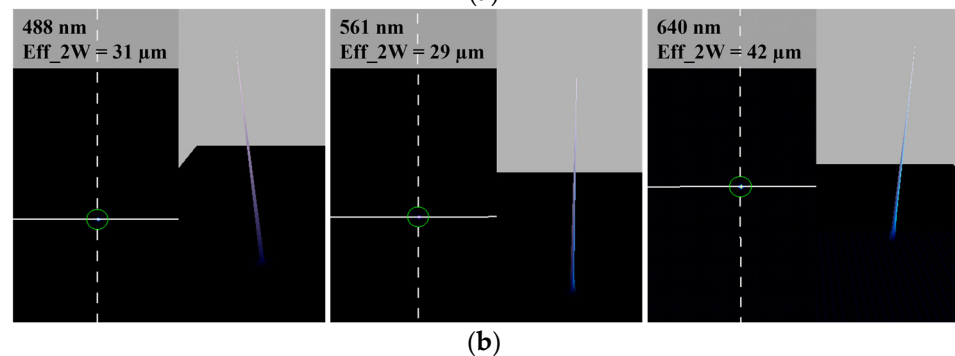 488 nm
Eff_2W = 31 µm
561 nm
Eff_2W = 29 µm
640 nm
Eff_2W = 42 µm
(b)